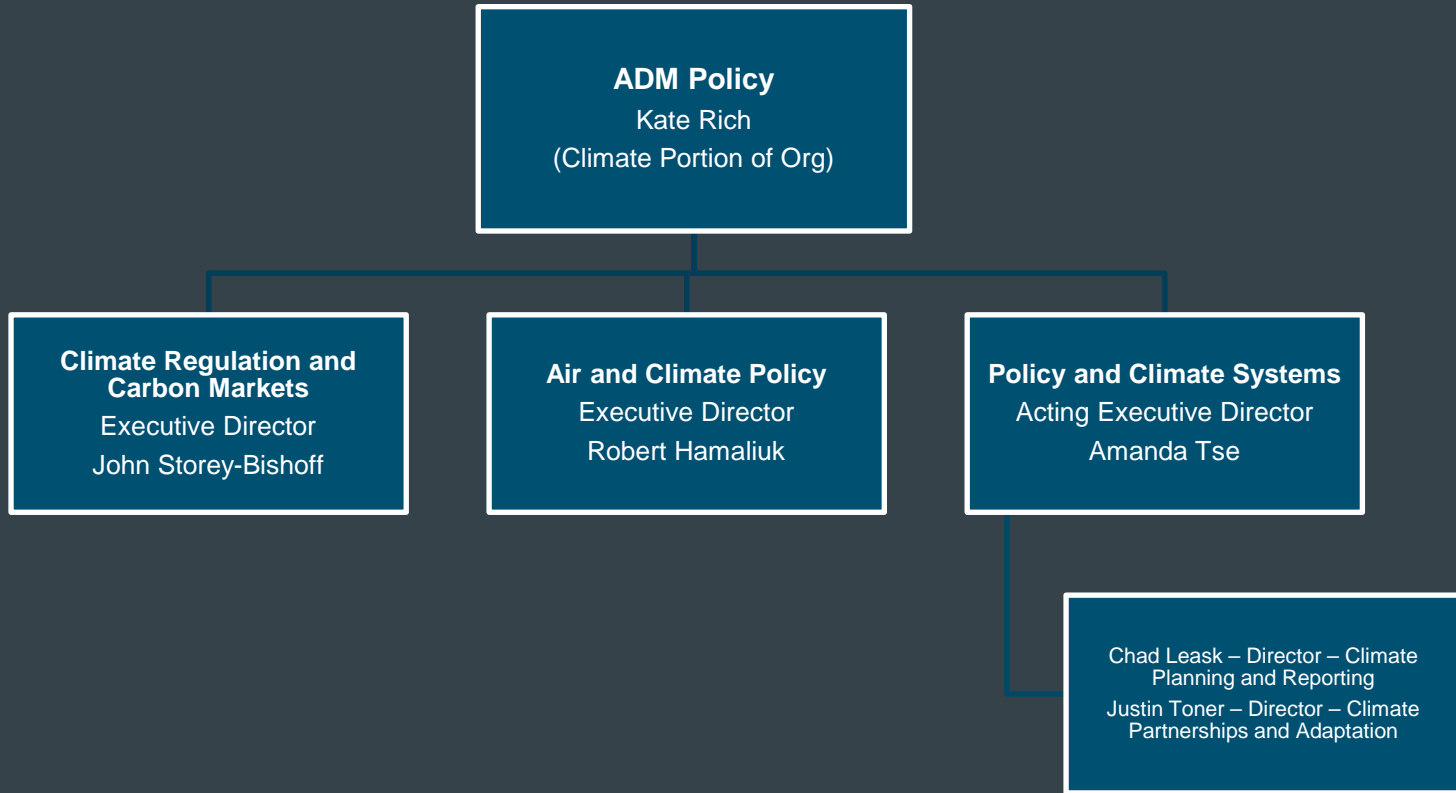 ADM Policy
Kate Rich
(Climate Portion of Org)
Climate Regulation and
Carbon Markets
Executive Director
John Storey-Bishoff
Air and Climate Policy
Executive Director
Robert Hamaliuk
Policy and Climate Systems
Acting Executive Director
Amanda Tse
Chad Leask – Director – Climate
Planning and Reporting
Justin Toner – Director – Climate
Partnerships and Adaptation